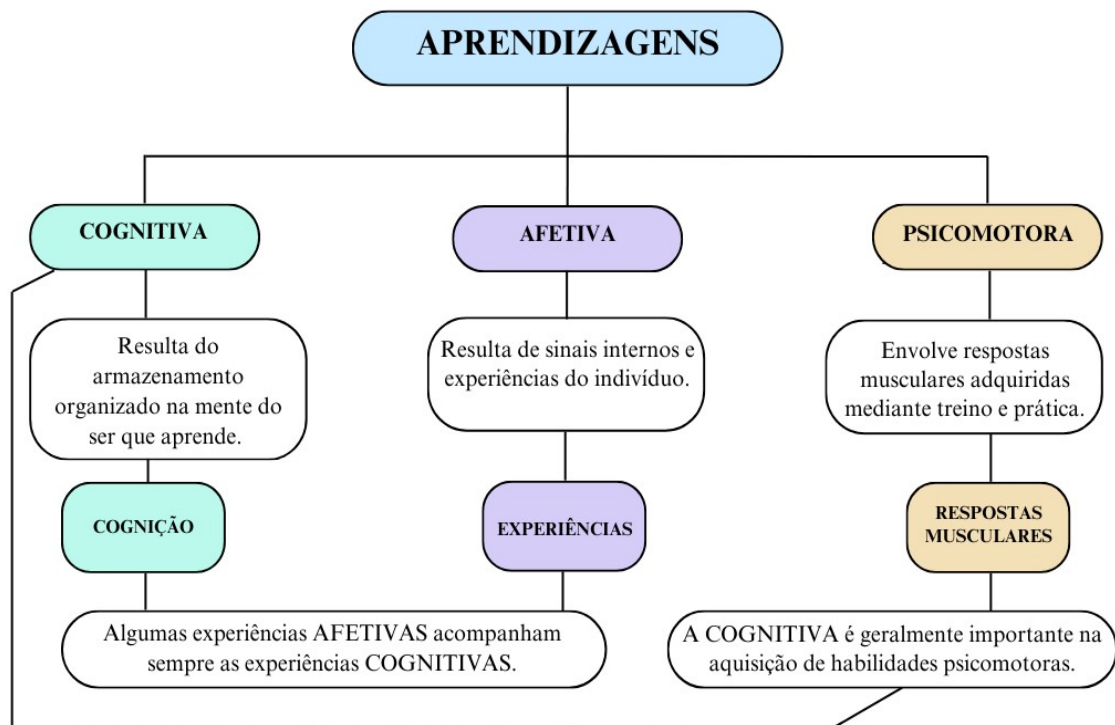 APRENDIZAGENS
COGNITIVA
AFETIVA
PSICOMOTORA
Resulta do
armazenamento
organizado na mente do
ser que aprende.
Resulta de sinais internos e
experiências do indivíduo.
Envolve respostas
musculares adquiridas
mediante treino e prática.
COGNIÇÃO
EXPERIÊNCIAS
RESPOSTAS
MUSCULARES
Algumas experiências AFETIVAS acompanham
sempre as experiências COGNITIVAS.
A COGNITIVA é geralmente importante na
aquisição de habilidades psicomotoras.